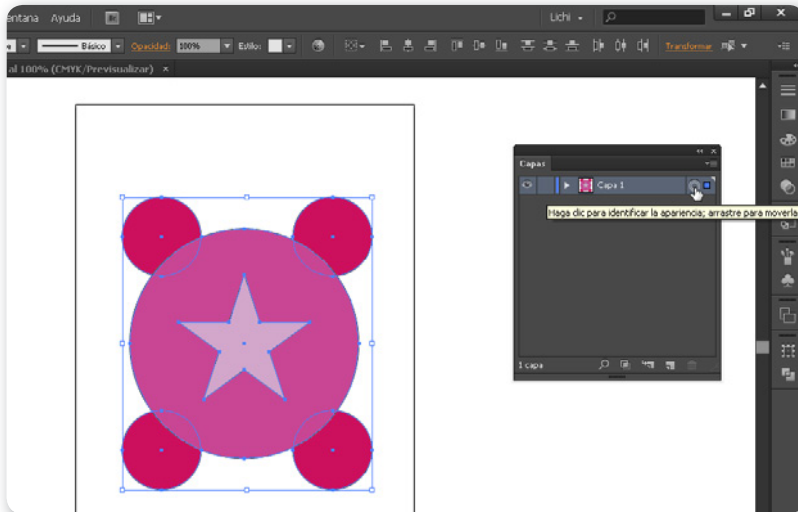 entana Ayuda
Lichi
Básico Opacidad: 100% Estilo: Transformar
al 100% (CMYK/Previsualizar) ×
Capas
Capa 1
Haga clic para identificar la apariencia; arrastre para moverla
1 capa